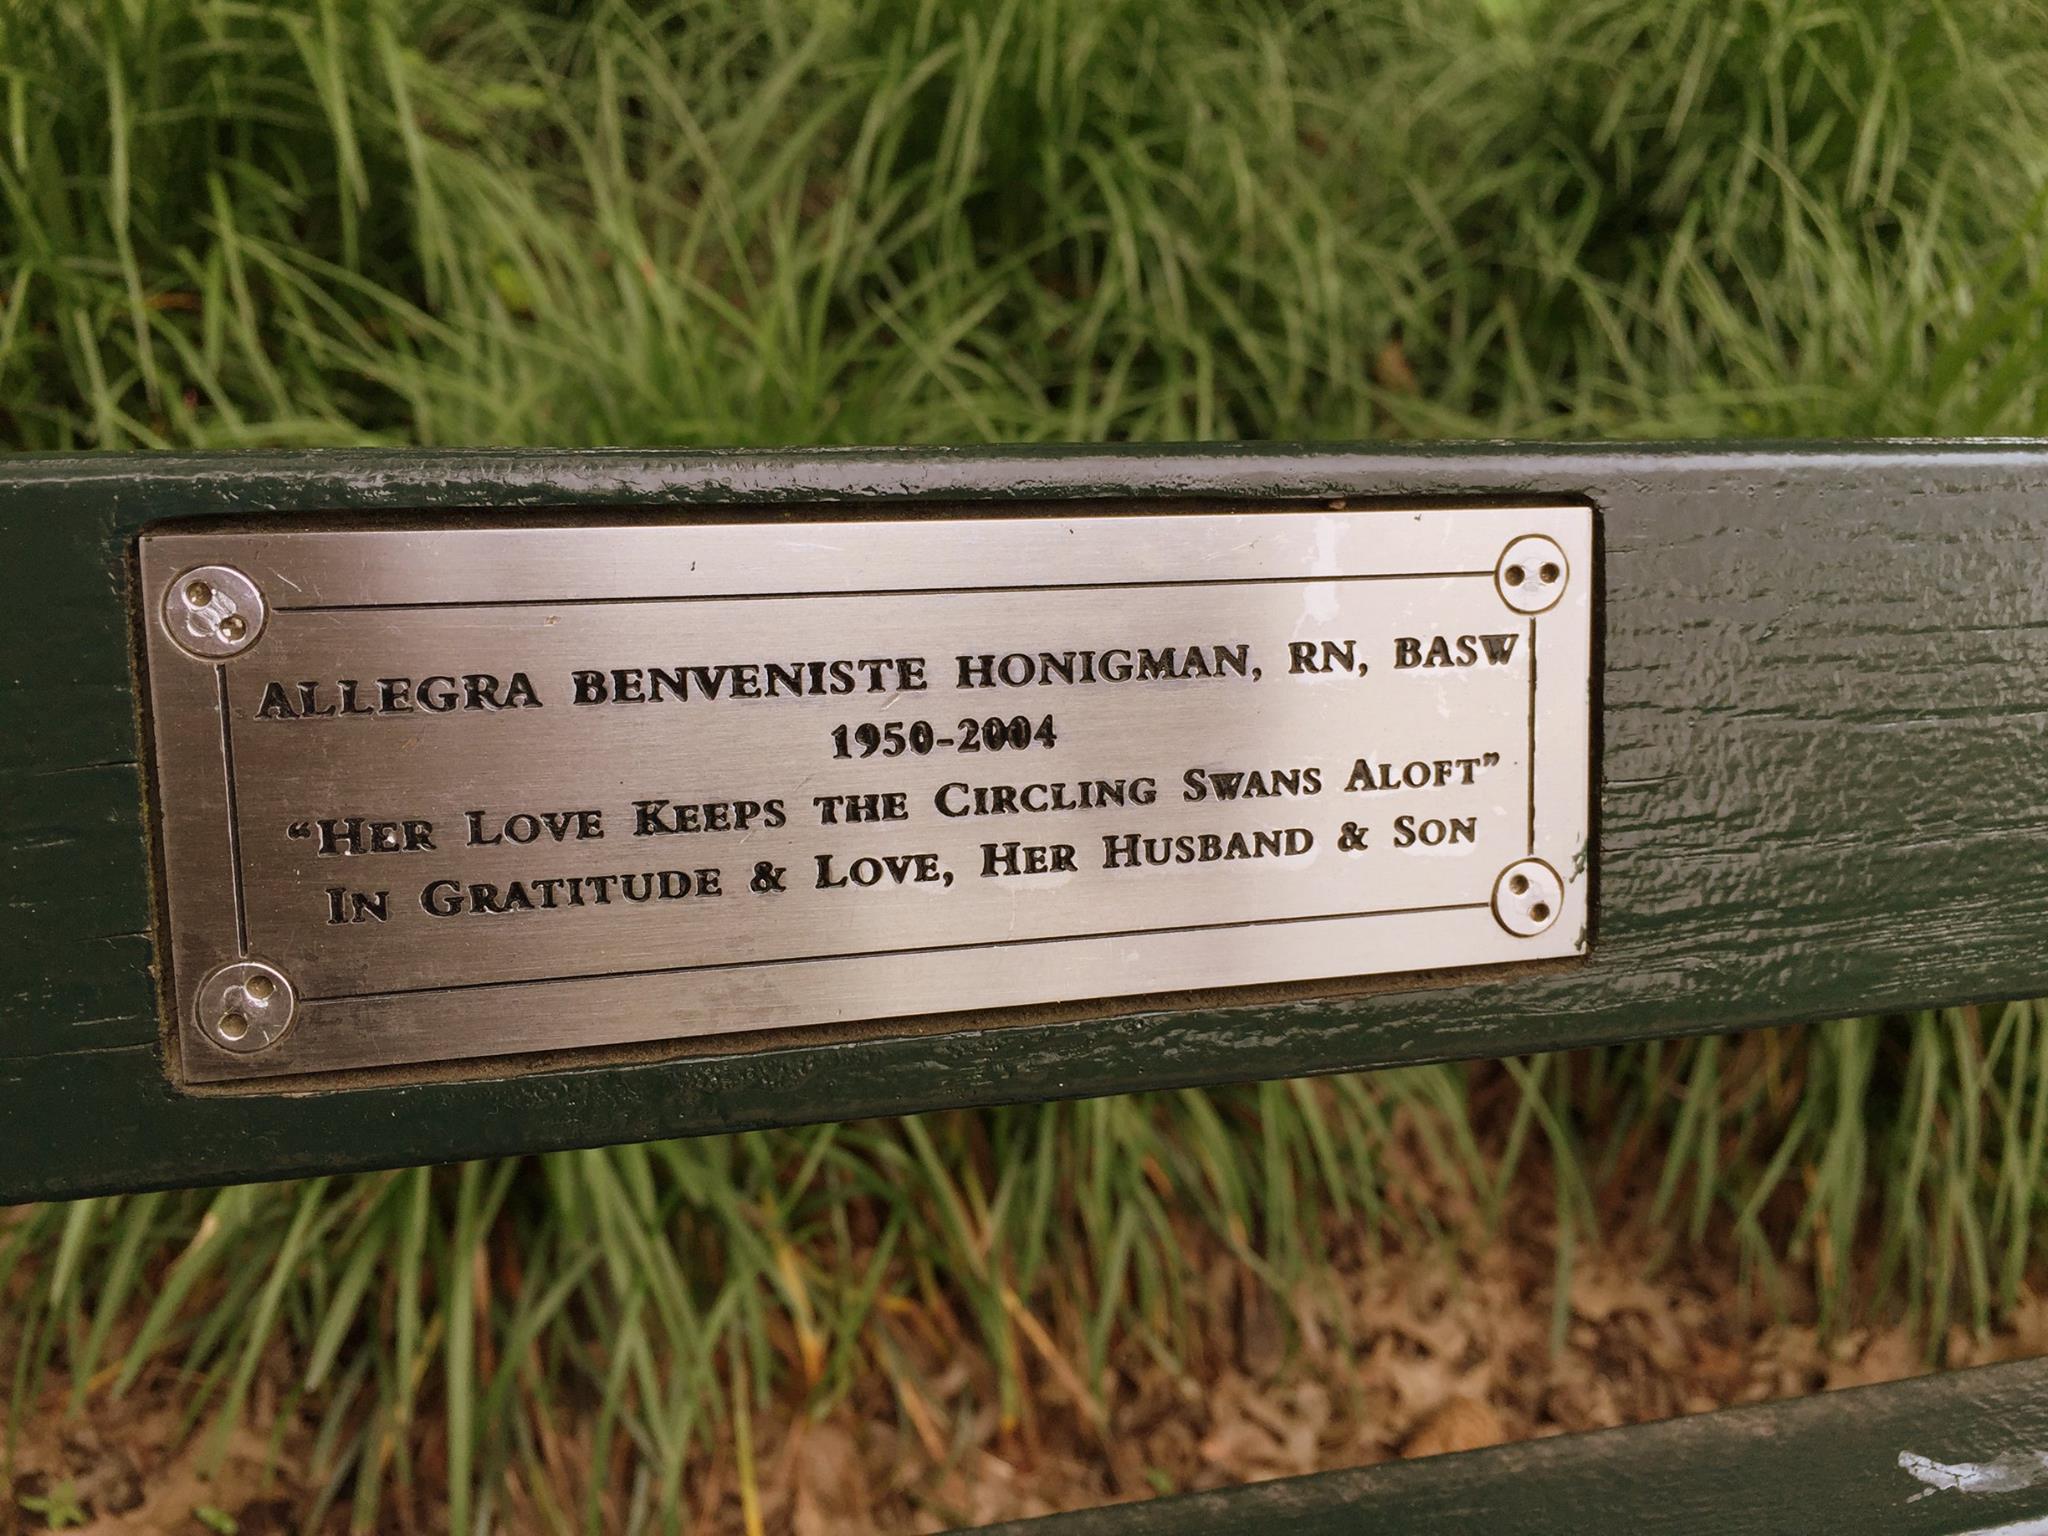 ALLEGRA BENVENISTE HONIGMAN, RN, BASW
1950-2004
“HER LOVE KEEPS THE CIRCLING SWANS ALOFT”
IN GRATITUDE & LOVE, HER HUSBAND & SON